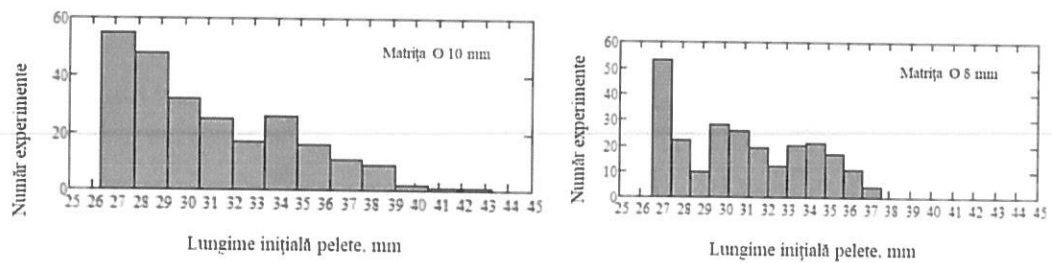 60
40
20
0
Număr experimente
Matrița O 10 mm
25 26 27 28 29 30 31 32 33 34 35 36 37 38 39 40 41 42 43 44 45
Lungime inițială pelete, mm
60
50
40
30
20
10
0
Număr experimente
Matrița O 8 mm
25 26 27 28 29 30 31 32 33 34 35 36 37 38 39 40 41 42 43 44 45
Lungime inițială pelete, mm